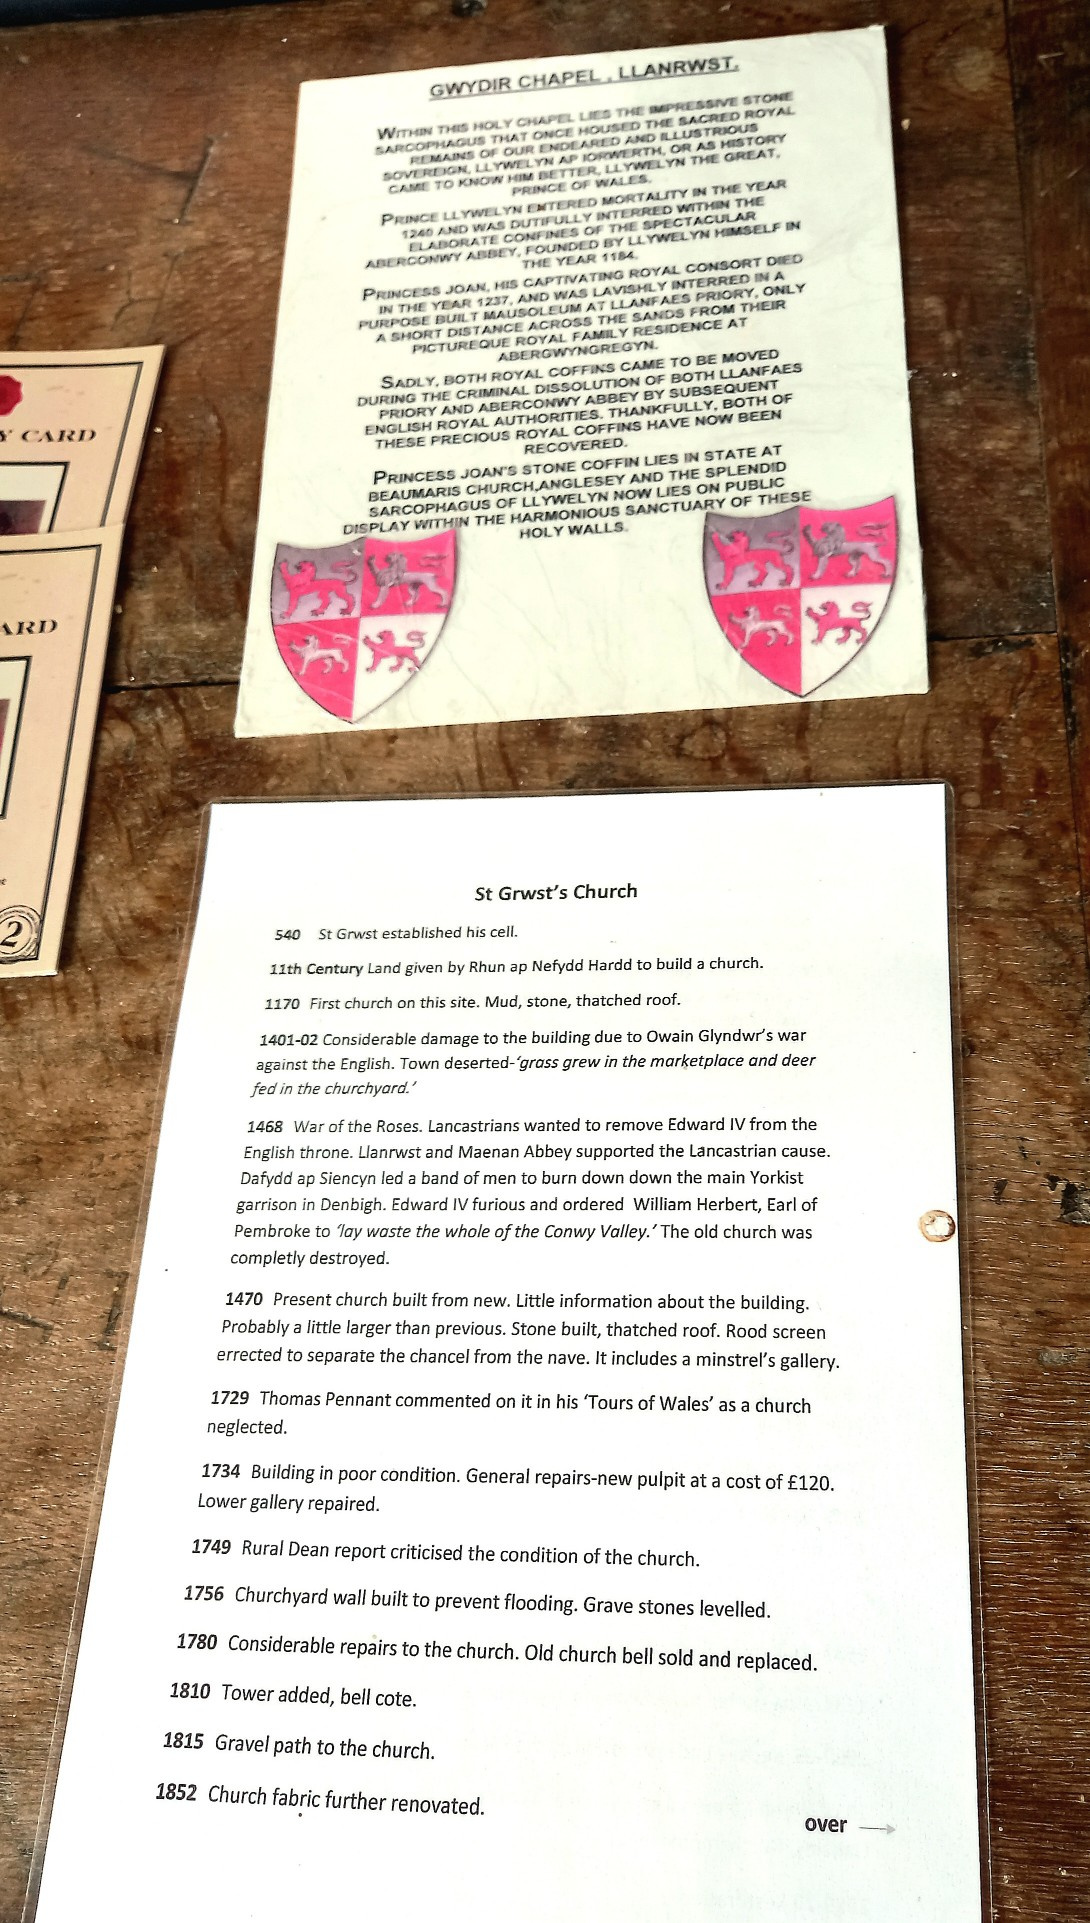 GWYDIR CHAPEL , LLANRWST.
WITHIN THIS HOLY CHAPEL LIES THE IMPRESSIVE STONE
SARCOPHAGUS THAT ONCE HOUSED THE SACRED ROYAL
REMAINS OF OUR ENDEARED AND ILLUSTRIOUS
SOVEREIGN, LLYWELYN AP IORWERTH, OR AS HISTORY
CAME TO KNOW HIM BETTER, LLYWELYN THE GREAT,
PRINCE OF WALES.
PRINCE LLYWELYN ENTERED MORTALITY IN THE YEAR
1240 AND WAS DUTIFULLY INTERRED WITHIN THE
ELABORATE CONFINES OF THE SPECTACULAR
ABERCONWY ABBEY, FOUNDED BY LLYWELYN HIMSELF IN
THE YEAR 1184.
PRINCESS JOAN, HIS CAPTIVATING ROYAL CONSORT DIED
IN THE YEAR 1237, AND WAS LAVISHLY INTERRED IN A
PURPOSE BUILT MAUSOLEUM AT LLANFAES PRIORY, ONLY
A SHORT DISTANCE ACROSS THE SANDS FROM THEIR
PICTUREQUE ROYAL FAMILY RESIDENCE AT
ABERGWYNGREGYN.
SADLY, BOTH ROYAL COFFINS CAME TO BE MOVED
DURING THE CRIMINAL DISSOLUTION OF BOTH LLANFAES
PRIORY AND ABERCONWY ABBEY BY SUBSEQUENT
ENGLISH ROYAL AUTHORITIES. THANKFULLY, BOTH OF
THESE PRECIOUS ROYAL COFFINS HAVE NOW BEEN
RECOVERED.
PRINCESS JOAN'S STONE COFFIN LIES IN STATE AT
BEAUMARIS CHURCH,ANGLESEY AND THE SPLENDID
SARCOPHAGUS OF LLYWELYN NOW LIES ON PUBLIC
DISPLAY WITHIN THE HARMONIOUS SANCTUARY OF THESE
HOLY WALLS.
Y CARD
ARD
2
St Grwst's Church
540 St Grwst established his cell.
11th Century Land given by Rhun ap Nefydd Hardd to build a church.
1170 First church on this site. Mud, stone, thatched roof.
1401-02 Considerable damage to the building due to Owain Glyndwr's war
against the English. Town deserted-'grass grew in the marketplace and deer
fed in the churchyard.'
1468 War of the Roses. Lancastrians wanted to remove Edward IV from the
English throne. Llanrwst and Maenan Abbey supported the Lancastrian cause.
Dafydd ap Siencyn led a band of men to burn down down the main Yorkist
garrison in Denbigh. Edward IV furious and ordered William Herbert, Earl of
Pembroke to 'lay waste the whole of the Conwy Valley.' The old church was
completly destroyed.
1470 Present church built from new. Little information about the building.
Probably a little larger than previous. Stone built, thatched roof. Rood screen
errected to separate the chancel from the nave. It includes a minstrel's gallery.
1729 Thomas Pennant commented on it in his 'Tours of Wales' as a church
neglected.
1734 Building in poor condition. General repairs-new pulpit at a cost of £120.
Lower gallery repaired.
1749 Rural Dean report criticised the condition of the church.
1756 Churchyard wall built to prevent flooding. Grave stones levelled.
1780 Considerable repairs to the church. Old church bell sold and replaced.
1810 Tower added, bell cote.
1815 Gravel path to the church.
1852 Church fabric further renovated.
over →